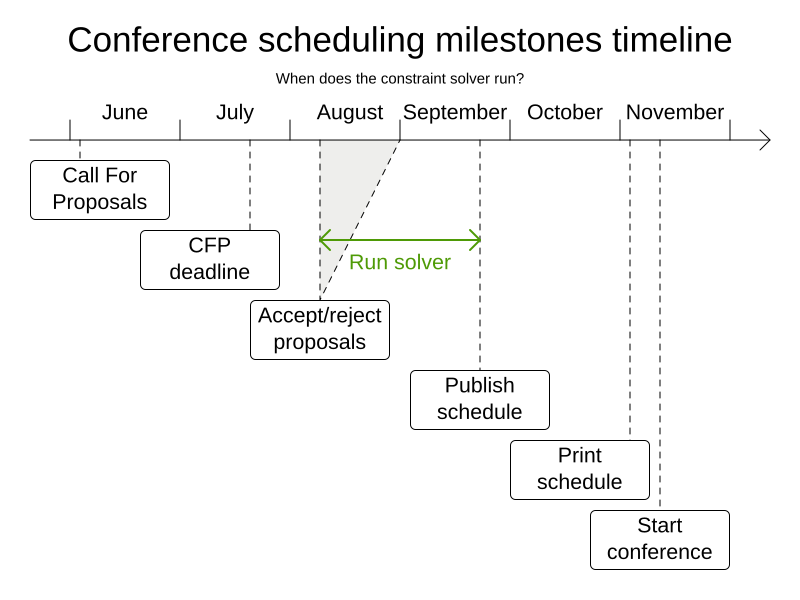 Conference scheduling milestones timeline
When does the constraint solver run?
June July August September October November
Call For
Proposals
CFP
deadline
Run solver
Accept/reject
proposals
Publish
schedule
Print
schedule
Start
conference